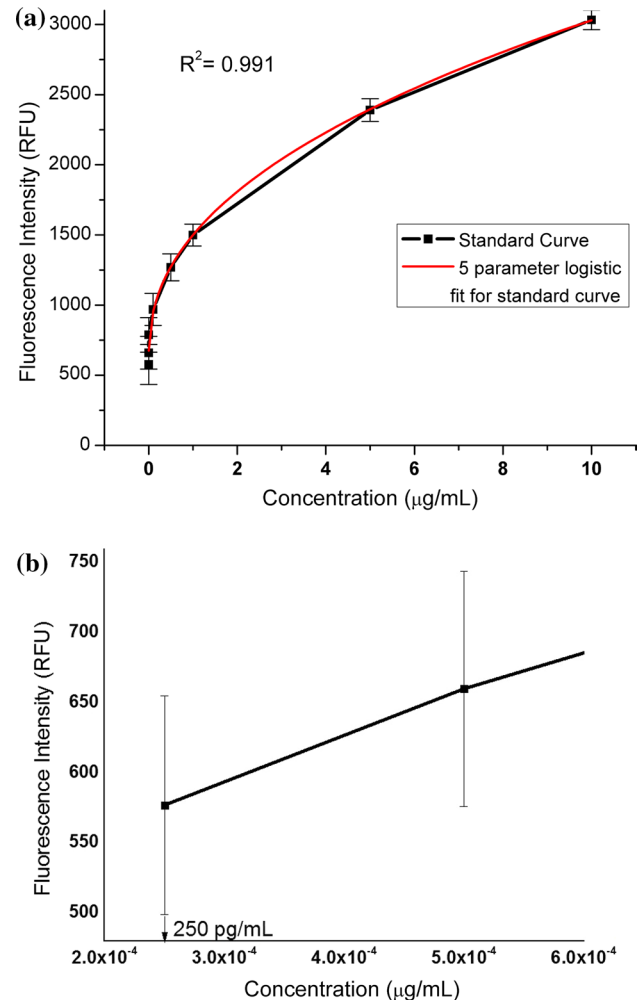 (a)
3000
2500
2000
1500
1000
500
0
Fluorescence Intensity (RFU)
R²= 0.991
Standard Curve
5 parameter logistic
fit for standard curve
0 2 4 6 8 10
Concentration (μg/mL)
(b)
750
700
650
600
550
500
Fluorescence Intensity (RFU)
250 pg/mL
2.0x10⁻⁴ 3.0x10⁻⁴ 4.0x10⁻⁴ 5.0x10⁻⁴ 6.0x10⁻⁴
Concentration (μg/mL)